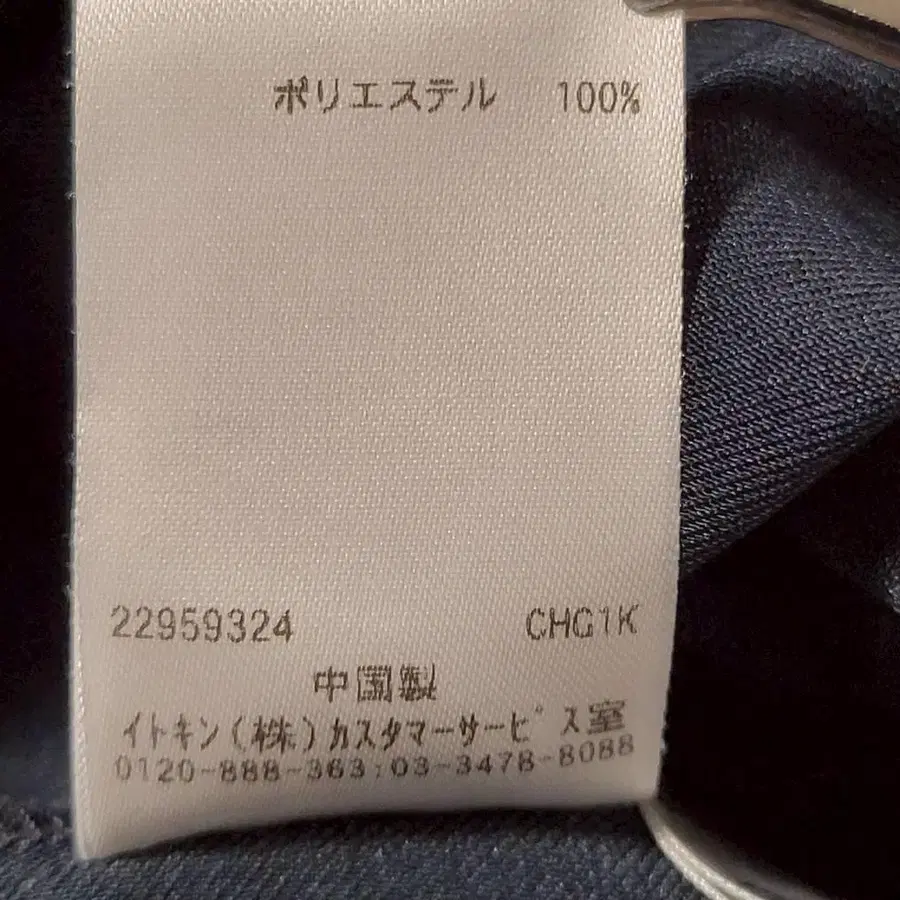 ポリエステル 100%
22959324 CHG1K
中国製
イトキン(株)カスタマーサービス室
0120-888-363:03-3478-8088